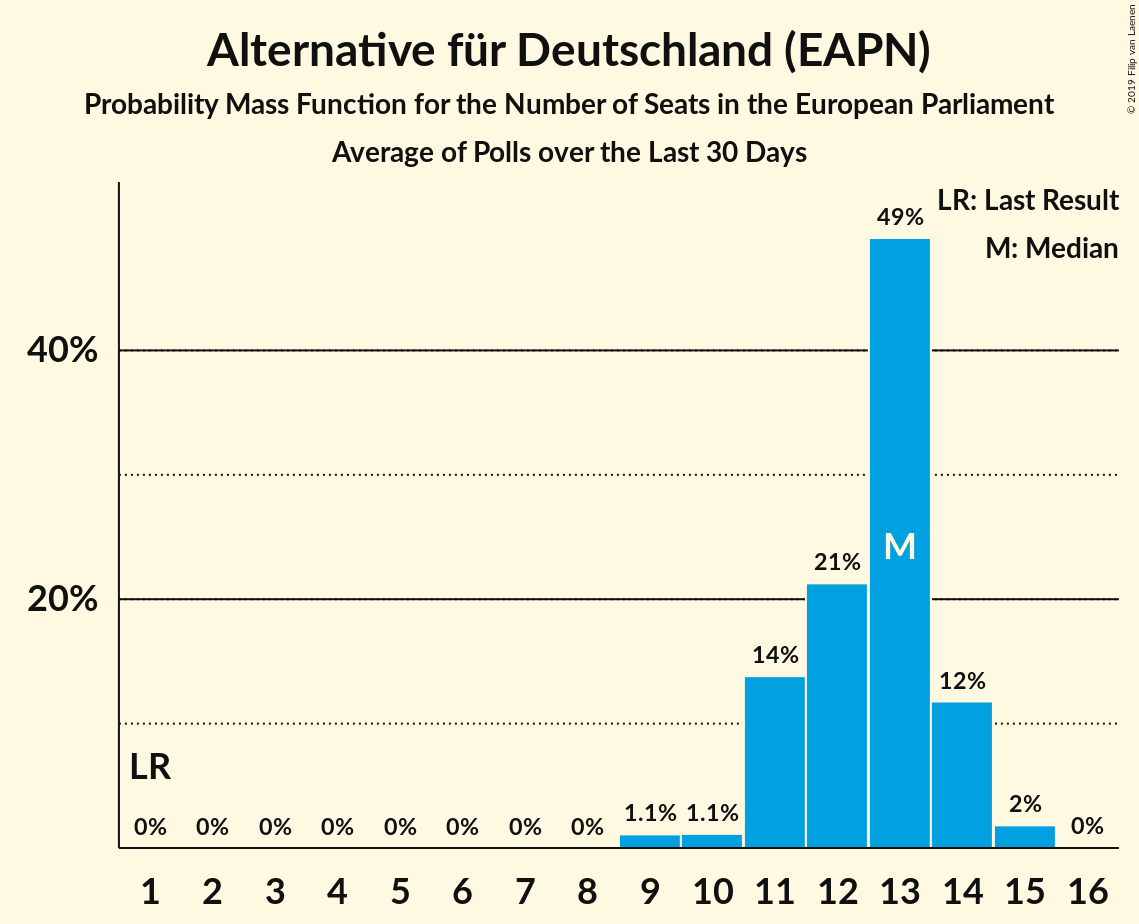 Alternative für Deutschland (EAPN)
Probability Mass Function for the Number of Seats in the European Parliament
Average of Polls over the Last 30 Days
© 2019 Filip van Laenen
LR: Last Result
M: Median
49%
40%
M
21%
20%
14%
12%
LR
0% 0% 0% 0% 0% 0% 0% 0% 1.1% 1.1% 2% 0%
1 2 3 4 5 6 7 8 9 10 11 12 13 14 15 16